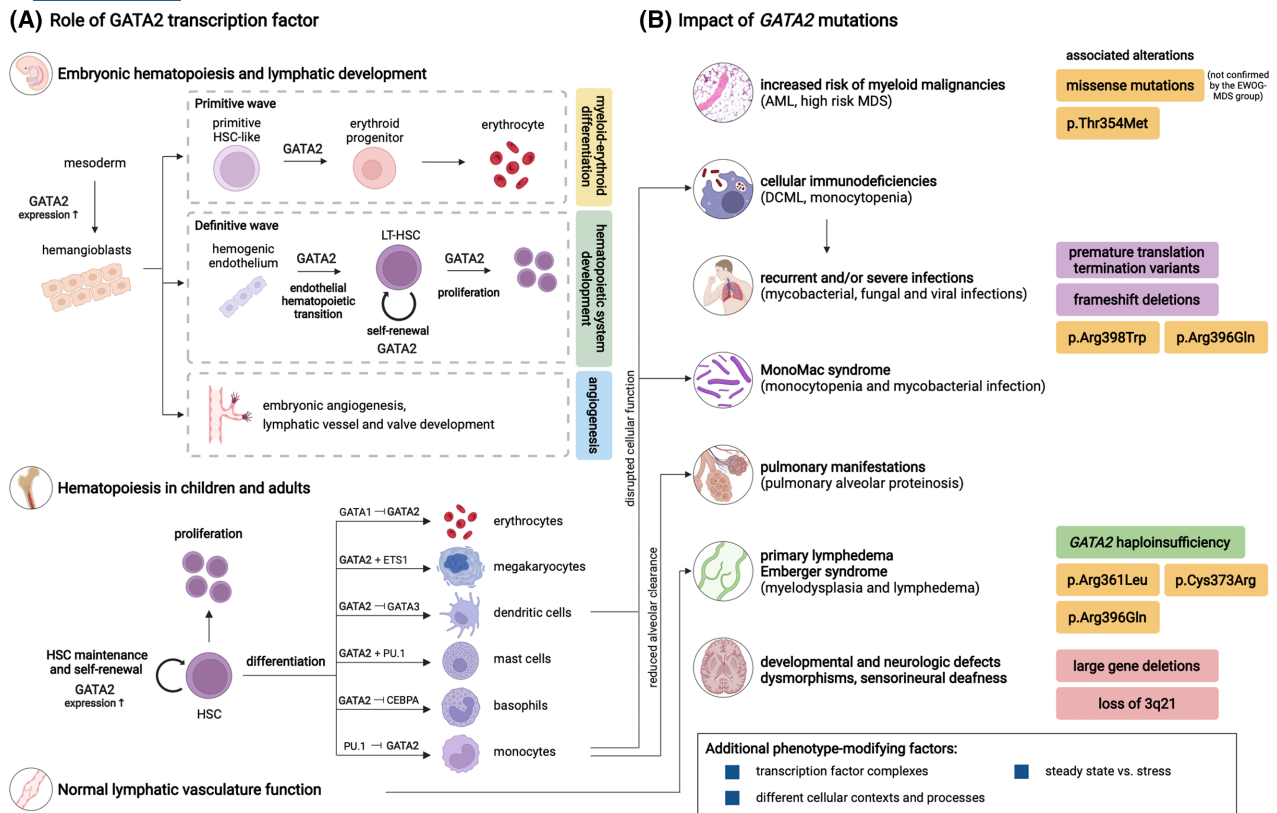 (A) Role of GATA2 transcription factor
Embryonic hematopoiesis and lymphatic development
mesoderm
GATA2
expression ↑
hemangioblasts
Primitive wave
primitive
HSC-like
GATA2
erythroid
progenitor
erythrocyte
myeloid-erythroid
differentiation
Definitive wave
hemogenic
endothelium
GATA2
endothelial
hematopoietic
transition
LT-HSC
self-renewal
GATA2
GATA2
proliferation
hematopoietic system
development
embryonic angiogenesis,
lymphatic vessel and valve development
angiogenesis
Hematopoiesis in children and adults
proliferation
HSC maintenance
and self-renewal
GATA2
expression ↑
HSC
differentiation
GATA1 ⊣ GATA2
erythrocytes
GATA2 + ETS1
megakaryocytes
GATA2 ⊣ GATA3
dendritic cells
GATA2 + PU.1
mast cells
GATA2 ⊣ CEBPA
basophils
PU.1 ⊣ GATA2
monocytes
Normal lymphatic vasculature function
disrupted cellular function
reduced alveolar clearance
(B) Impact of GATA2 mutations
associated alterations
increased risk of myeloid malignancies
(AML, high risk MDS)
missense mutations
(not confirmed
by the EWOG-
MDS group)
p.Thr354Met
cellular immunodeficiencies
(DCML, monocytopenia)
recurrent and/or severe infections
(mycobacterial, fungal and viral infections)
premature translation
termination variants
frameshift deletions
p.Arg398Trp
p.Arg396Gln
MonoMac syndrome
(monocytopenia and mycobacterial infection)
pulmonary manifestations
(pulmonary alveolar proteinosis)
primary lymphedema
Emberger syndrome
(myelodysplasia and lymphedema)
GATA2 haploinsufficiency
p.Arg361Leu
p.Cys373Arg
p.Arg396Gln
developmental and neurologic defects
dysmorphisms, sensorineural deafness
large gene deletions
loss of 3q21
Additional phenotype-modifying factors:
transcription factor complexes
steady state vs. stress
different cellular contexts and processes